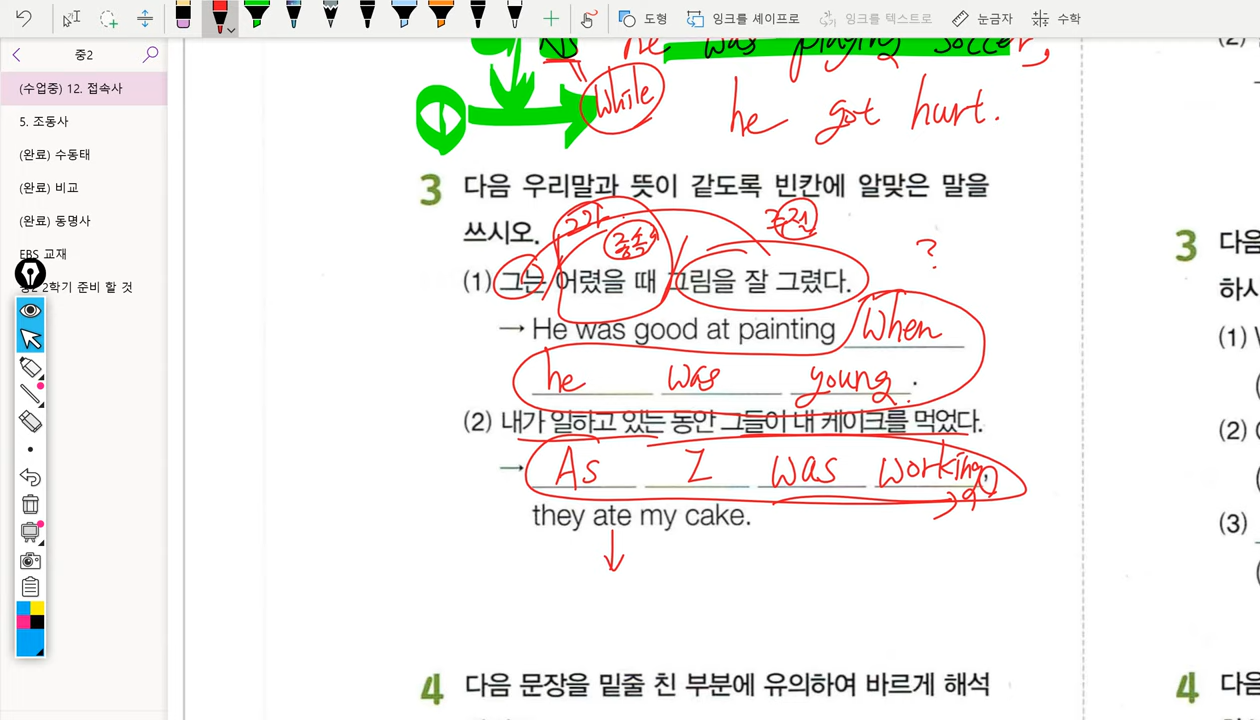 도형
잉크를 셰이프로
잉크를 텍스트로
눈금자
수학
중2
(수업중) 12. 접속사
5. 조동사
(완료) 수동태
(완료) 비교
(완료) 동명사
EBS 교재
2학기 준비 할 것
As he was playing soccer,
While
he got hurt.
3 다음 우리말과 뜻이 같도록 빈칸에 알맞은 말을
쓰시오.
주절
종속
?
(1) 그는 어렸을 때 그림을 잘 그렸다.
→ He was good at painting When
he was young.
(2) 내가 일하고 있는 동안 그들이 내 케이크를 먹었다.
→ As I was working,
they ate my cake.
4 다음 문장을 밑줄 친 부분에 유의하여 바르게 해석
(2)
3 다음
하시
(1)
(2)
(3)
4 다음